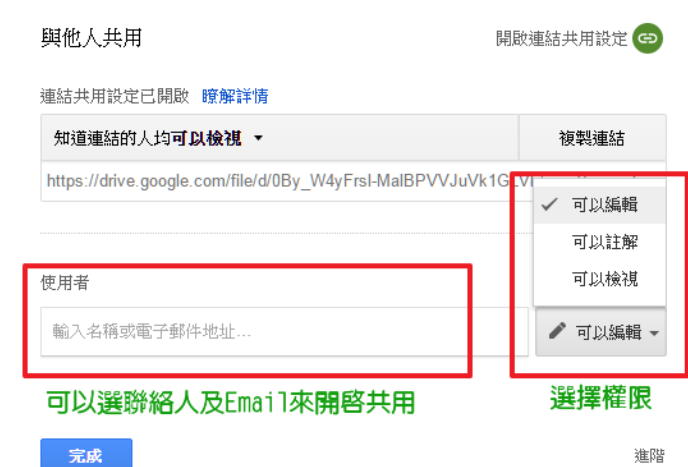 與他人共用
開啟連結共用設定
連結共用設定已開啟 瞭解詳情
知道連結的人均可以檢視
複製連結
https://drive.google.com/file/d/0By_W4yFrsl-MalBPVVJuVk1
可以編輯
可以註解
可以檢視
使用者
輸入名稱或電子郵件地址...
可以編輯
可以選聯絡人及Email來開啓共用
選擇權限
完成
進階